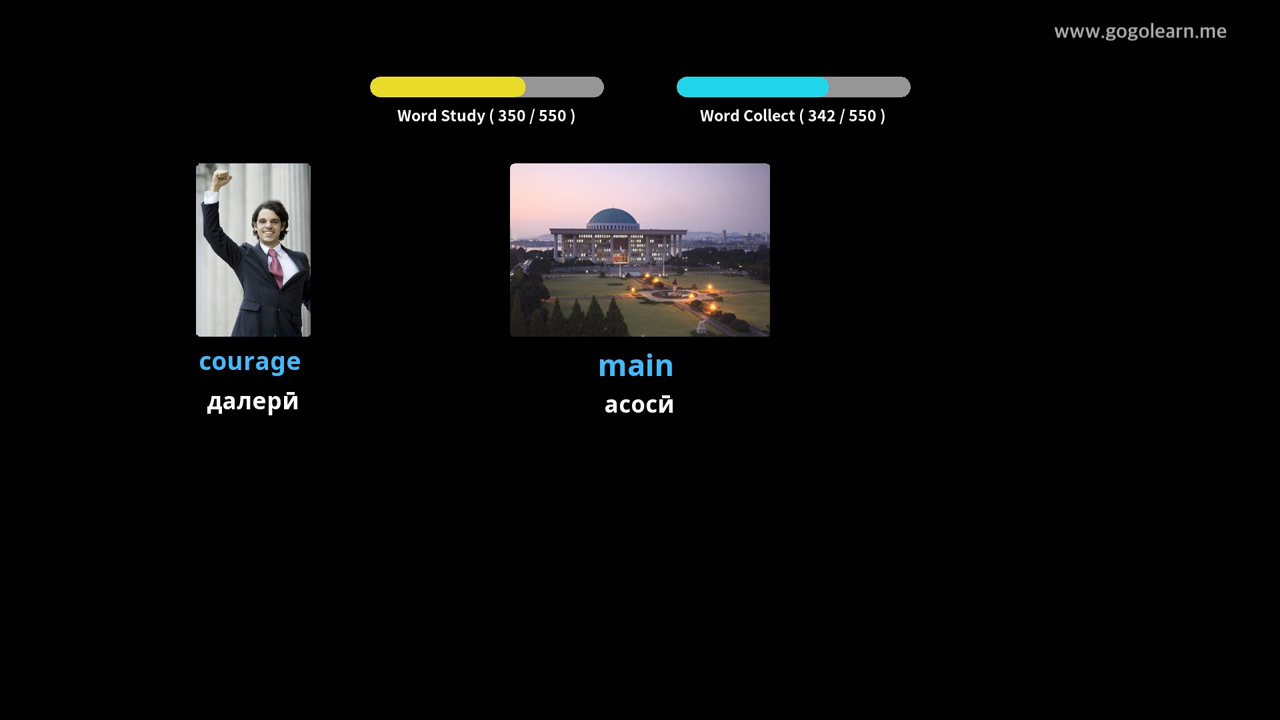 www.gogolearn.me
Word Study ( 350 / 550 )
Word Collect ( 342 / 550 )
courage
далерӣ
main
асосӣ